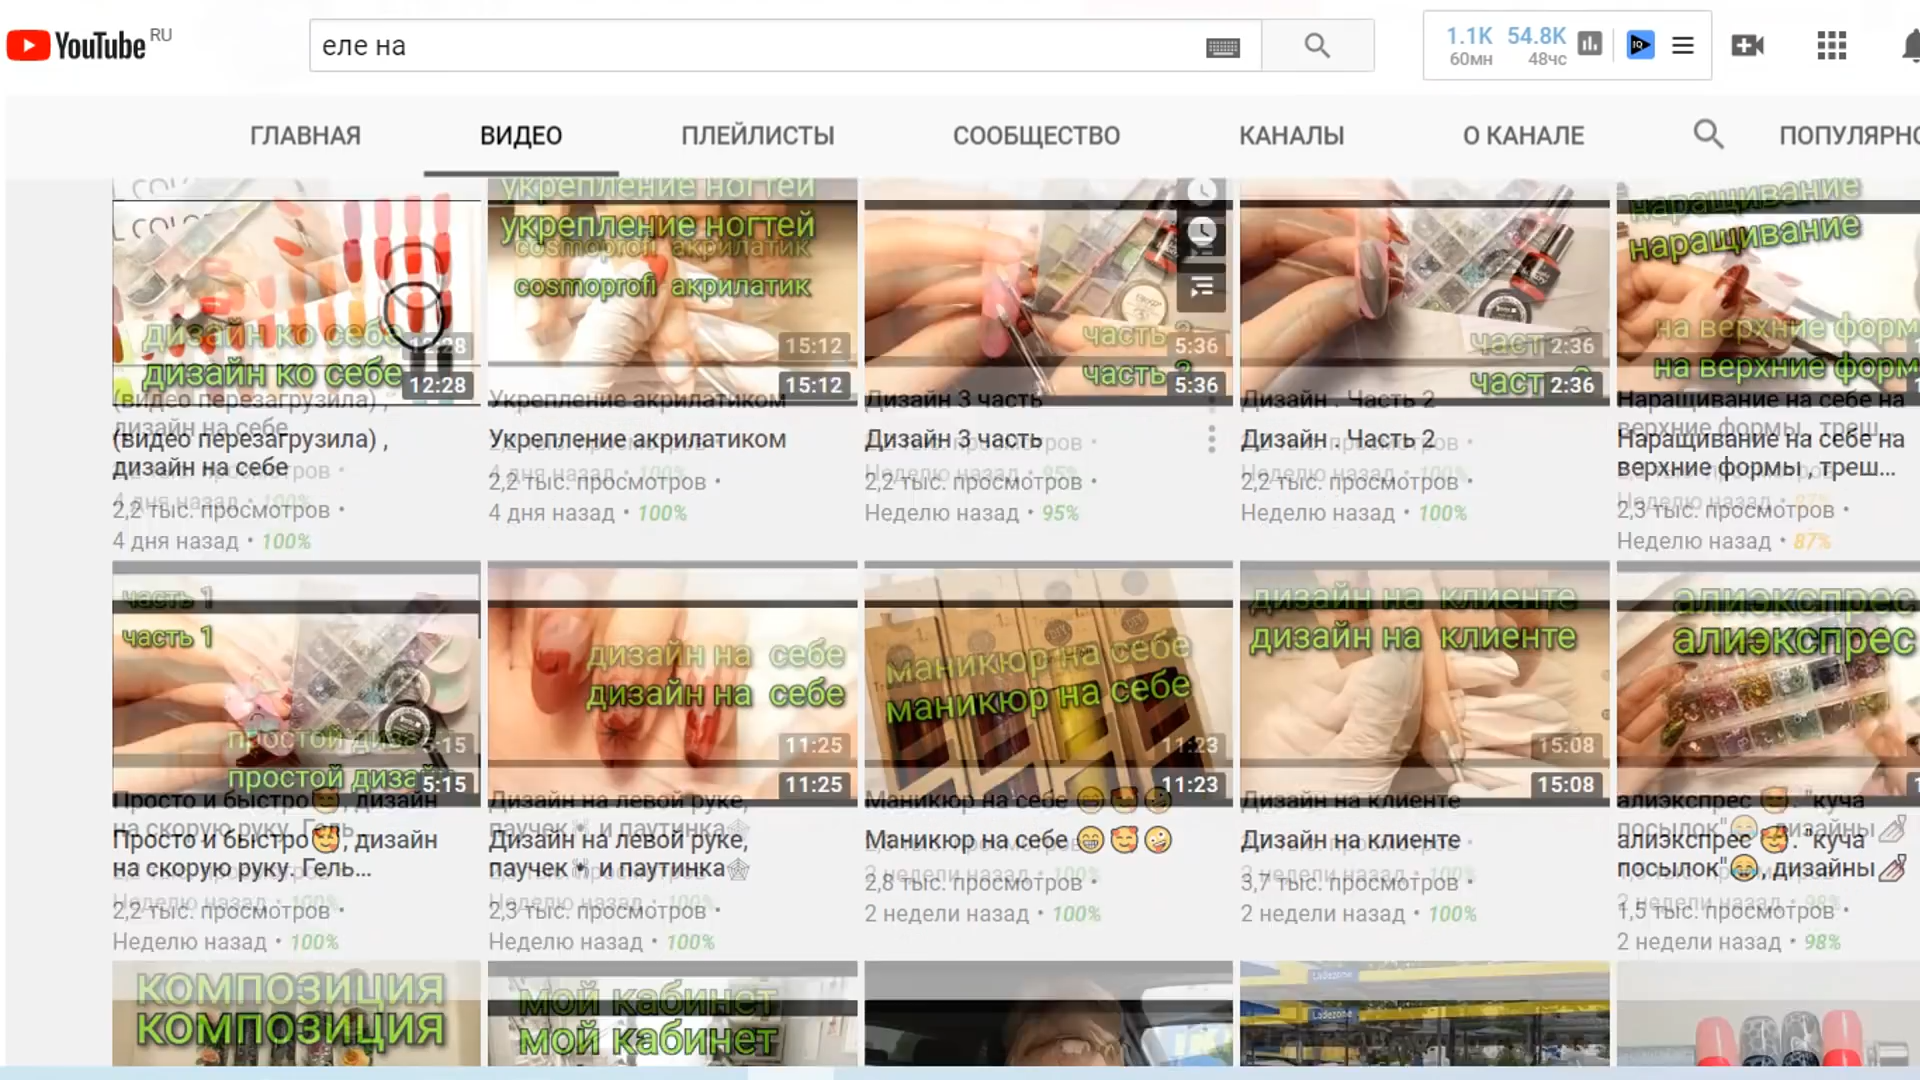 YouTube RU
еле на
1.1K 54.8K
60мн 48чс
ГЛАВНАЯ ВИДЕО ПЛЕЙЛИСТЫ СООБЩЕСТВО КАНАЛЫ О КАНАЛЕ ПОПУЛЯРНО
дизайн ко себе
12:28
укрепление ногтей
cosmoprofi акрилатик
15:12
часть 3
5:36
част
2:36
наращивание
на верхние форм
(видео перезагрузила) ,
дизайн на себе
2,2 тыс. просмотров •
4 дня назад • 100%
Укрепление акрилатиком
2,2 тыс. просмотров •
4 дня назад • 100%
Дизайн 3 часть
2,2 тыс. просмотров •
Неделю назад • 95%
Дизайн . Часть 2
2,2 тыс. просмотров •
Неделю назад • 100%
Наращивание на себе на
верхние формы , треш...
2,3 тыс. просмотров •
Неделю назад • 87%
часть 1
простой диза
5:15
дизайн на себе
11:25
маникюр на себе
11:23
дизайн на клиенте
15:08
алиэкспрес
Просто и быстро🥰, дизайн
на скорую руку. Гель...
2,2 тыс. просмотров •
Неделю назад • 100%
Дизайн на левой руке,
паучек🕷 и паутинка🕸
2,3 тыс. просмотров •
Неделю назад • 100%
Маникюр на себе 😁🥰🤪
2,8 тыс. просмотров •
2 недели назад • 100%
Дизайн на клиенте
3,7 тыс. просмотров •
2 недели назад • 100%
алиэкспрес 🥰. "куча
посылок"😂, дизайны💅
1,5 тыс. просмотров •
2 недели назад • 98%
КОМПОЗИЦИЯ
мой кабинет
Ladezone